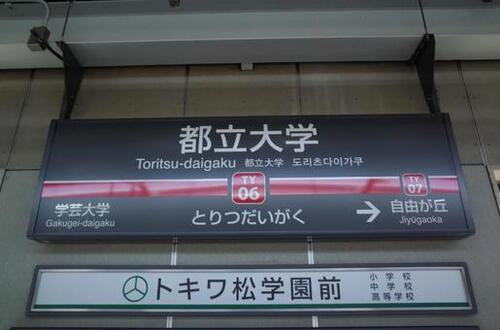 都立大学
Toritsu-daigaku 都立大学 도리츠다이가쿠
TY
06
TY
07
学芸大学
Gakugei-daigaku
とりつだいがく
→ 自由が丘
Jiyūgaoka
トキワ松学園前
小学校
中学校
高等学校